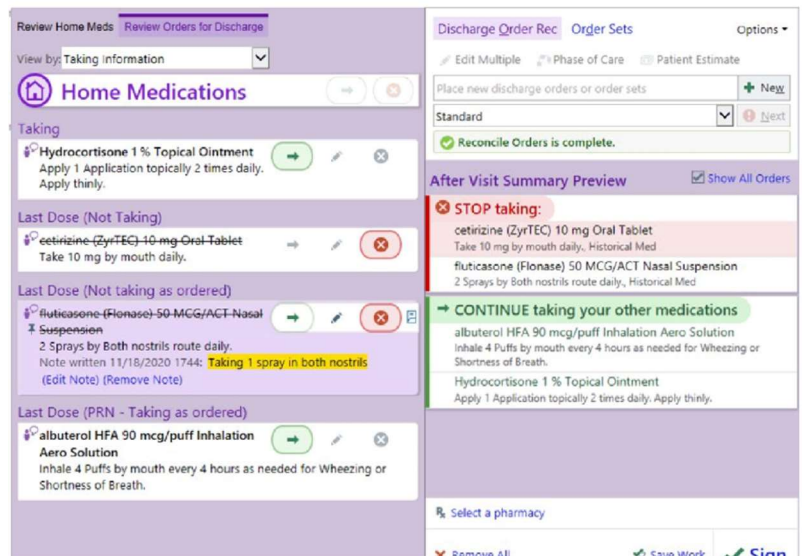 Review Home Meds Review Orders for Discharge
View by: Taking Information
Home Medications
Taking
Hydrocortisone 1 % Topical Ointment
Apply 1 Application topically 2 times daily.
Apply thinly.
Last Dose (Not Taking)
cetirizine (ZyrTEC) 10 mg Oral Tablet
Take 10 mg by mouth daily.
Last Dose (Not taking as ordered)
fluticasone (Flonase) 50 MCG/ACT Nasal
Suspension
2 Sprays by Both nostrils route daily.
Note written 11/18/2020 1744: Taking 1 spray in both nostrils
(Edit Note) (Remove Note)
Last Dose (PRN - Taking as ordered)
albuterol HFA 90 mcg/puff Inhalation
Aero Solution
Inhale 4 Puffs by mouth every 4 hours as needed for Wheezing or
Shortness of Breath.
Discharge Order Rec Order Sets Options
Edit Multiple Phase of Care Patient Estimate
Place new discharge orders or order sets New
Standard Next
Reconcile Orders is complete.
After Visit Summary Preview Show All Orders
STOP taking:
cetirizine (ZyrTEC) 10 mg Oral Tablet
Take 10 mg by mouth daily., Historical Med
fluticasone (Flonase) 50 MCG/ACT Nasal Suspension
2 Sprays by Both nostrils route daily., Historical Med
CONTINUE taking your other medications
albuterol HFA 90 mcg/puff Inhalation Aero Solution
Inhale 4 Puffs by mouth every 4 hours as needed for Wheezing or
Shortness of Breath.
Hydrocortisone 1 % Topical Ointment
Apply 1 Application topically 2 times daily. Apply thinly.
Select a pharmacy
Remove All Save Work Sign